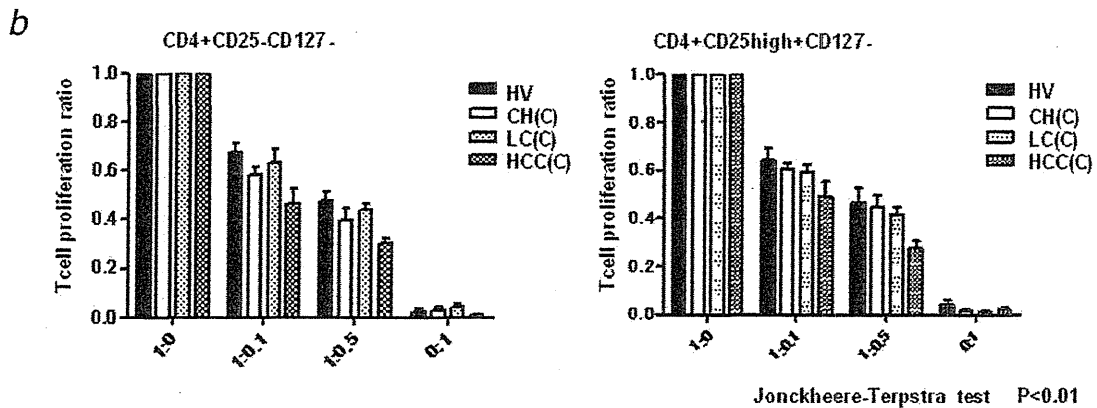 b
CD4+CD25-CD127-
Tcell proliferation ratio
1.0
0.8
0.6
0.4
0.2
0.0
1:0
1:0.1
1:0.5
0:1
HV
CH(C)
LC(C)
HCC(C)
CD4+CD25high+CD127-
Tcell proliferation ratio
1.0
0.8
0.6
0.4
0.2
0.0
1:0
1:0.1
1:0.5
0:1
HV
CH(C)
LC(C)
HCC(C)
Jonckheere-Terpstra test P<0.01